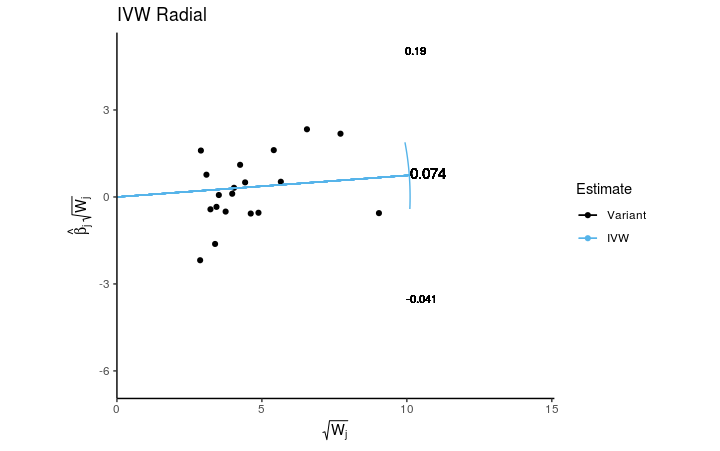 IVW Radial
0.19
3
0.074
Estimate
0
Variant
β̂j√Wj
IVW
-3
-0.041
-6
0
5
10
15
√Wj